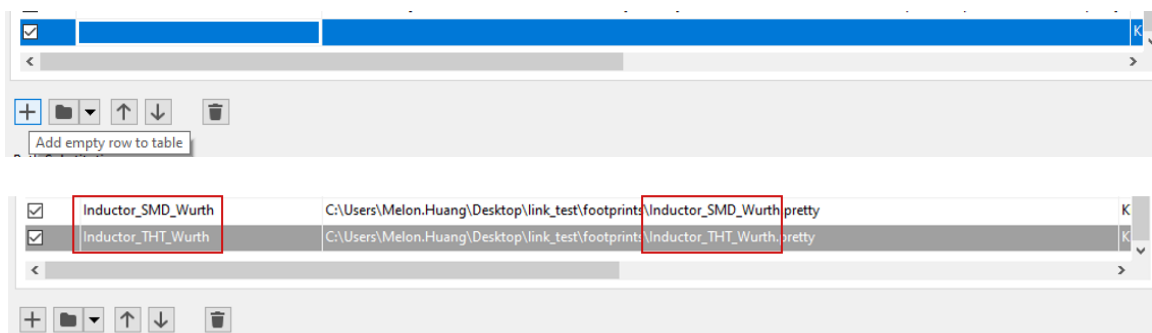 K
Add empty row to table
Inductor_SMD_Wurth C:\Users\Melon.Huang\Desktop\link_test\footprints\Inductor_SMD_Wurth.pretty K
Inductor_THT_Wurth C:\Users\Melon.Huang\Desktop\link_test\footprints\Inductor_THT_Wurth.pretty K